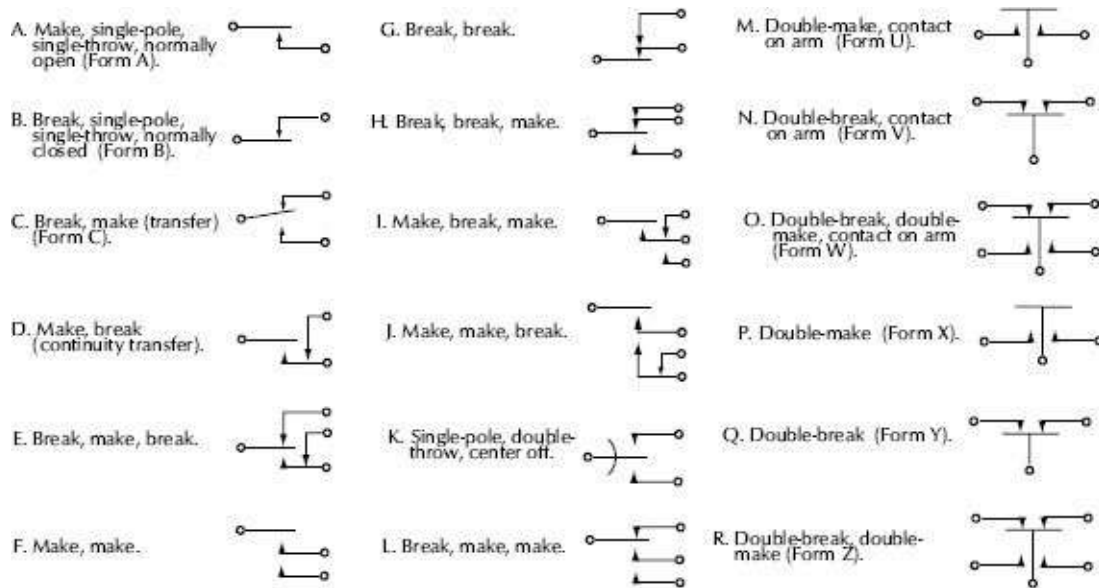 A. Make, single-pole,
single-throw, normally
open (Form A).
B. Break, single-pole,
single-throw, normally
closed (Form B).
C. Break, make (transfer)
(Form C).
D. Make, break
(continuity transfer).
E. Break, make, break.
F. Make, make.
G. Break, break.
H. Break, break, make.
I. Make, break, make.
J. Make, make, break.
K. Single-pole, double-
throw, center off.
L. Break, make, make.
M. Double-make, contact
on arm (Form U).
N. Double-break, contact
on arm (Form V).
O. Double-break, double-
make, contact on arm
(Form W).
P. Double-make (Form X).
Q. Double-break (Form Y).
R. Double-break, double-
make (Form Z).